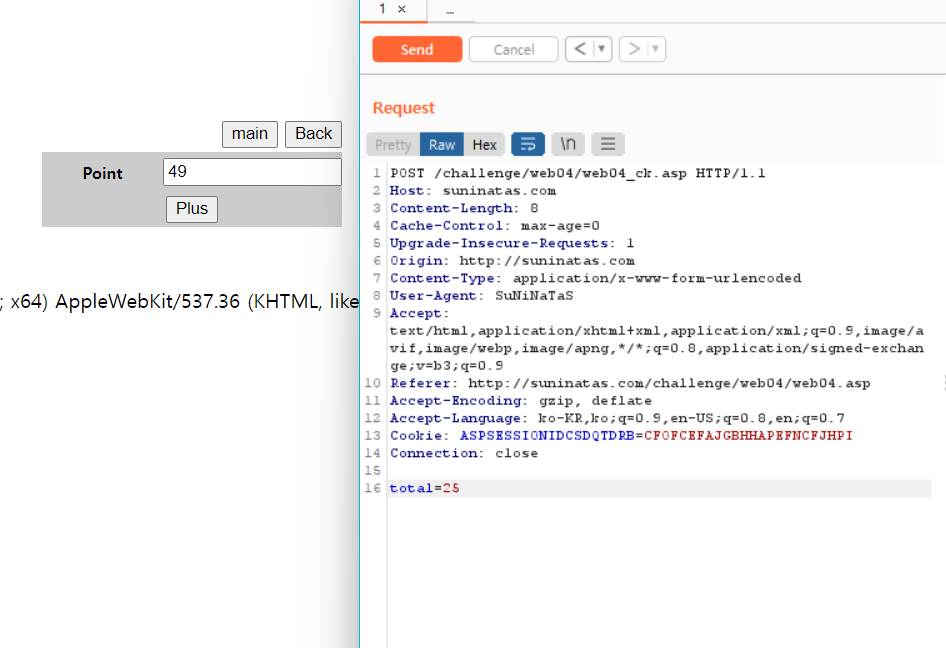 main Back
Point 49
Plus
; x64) AppleWebKit/537.36 (KHTML, like
1 × ...
Send Cancel < ▼ > ▼
Request
Pretty Raw Hex \n
1 POST /challenge/web04/web04_ck.asp HTTP/1.1
2 Host: suninatas.com
3 Content-Length: 8
4 Cache-Control: max-age=0
5 Upgrade-Insecure-Requests: 1
6 Origin: http://suninatas.com
7 Content-Type: application/x-www-form-urlencoded
8 User-Agent: SuNiNaTaS
9 Accept:
text/html,application/xhtml+xml,application/xml;q=0.9,image/a
vif,image/webp,image/apng,*/*;q=0.8,application/signed-exchan
ge;v=b3;q=0.9
10 Referer: http://suninatas.com/challenge/web04/web04.asp
11 Accept-Encoding: gzip, deflate
12 Accept-Language: ko-KR,ko;q=0.9,en-US;q=0.8,en;q=0.7
13 Cookie: ASPSESSIONIDCSDQTDRB=CFOFCEFAJGBHHAPEFNCFJHPI
14 Connection: close
15
16 total=25